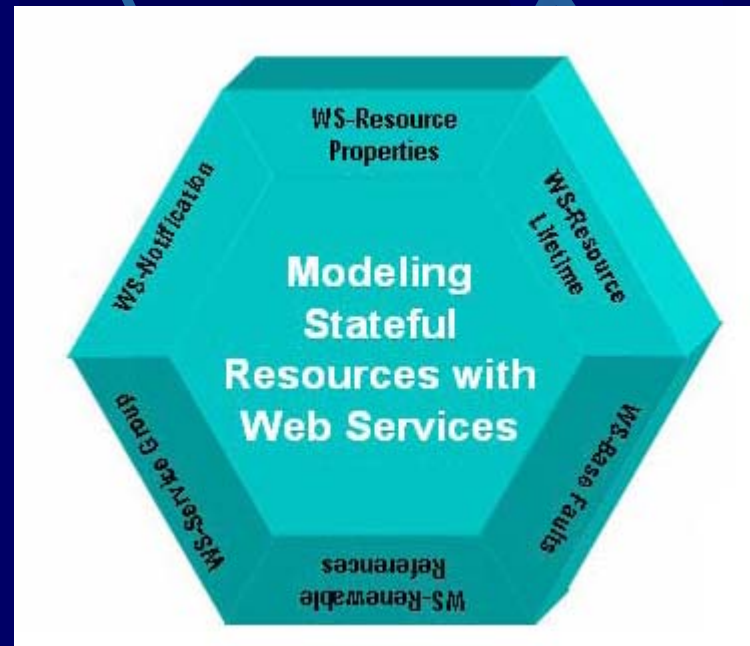 WS-Resource
Properties
WS-Resource
Lifetime
WS-Base Faults
WS-Renewable
References
WS-Service Group
WS-Notification
Modeling
Stateful
Resources with
Web Services